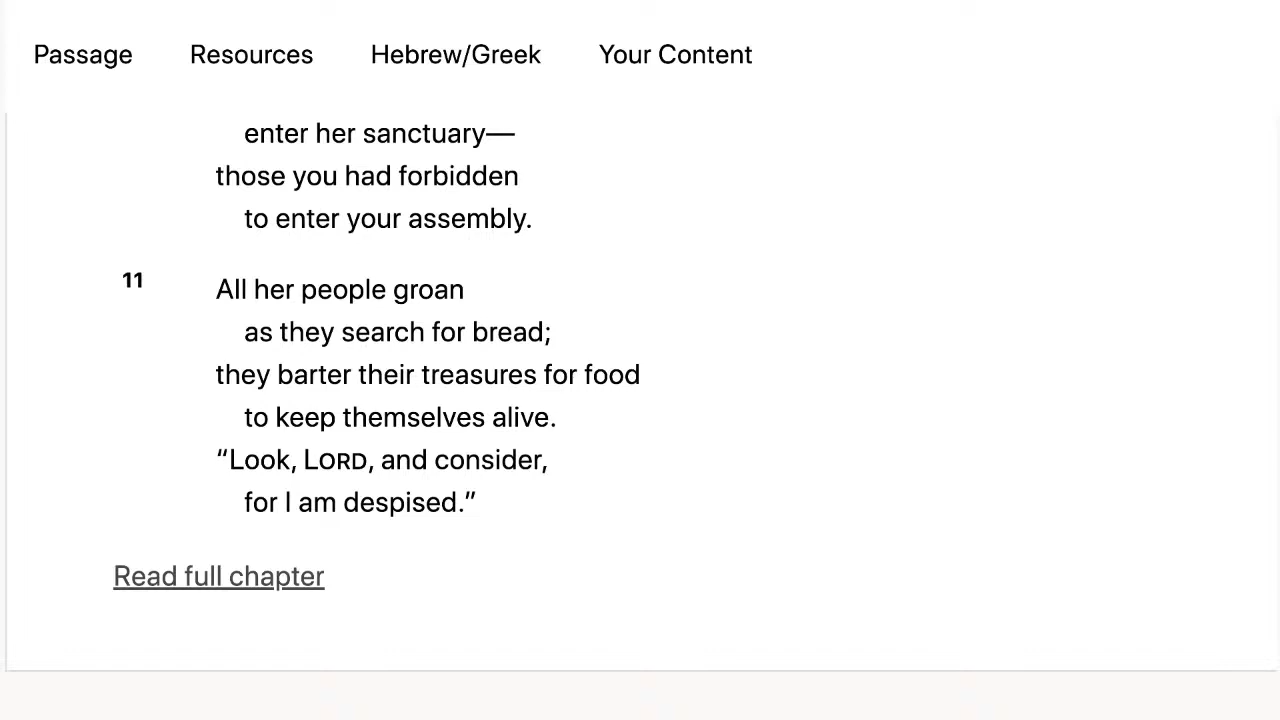 Passage Resources Hebrew/Greek Your Content
enter her sanctuary—
those you had forbidden
to enter your assembly.
11 All her people groan
as they search for bread;
they barter their treasures for food
to keep themselves alive.
“Look, LORD, and consider,
for I am despised.”
Read full chapter